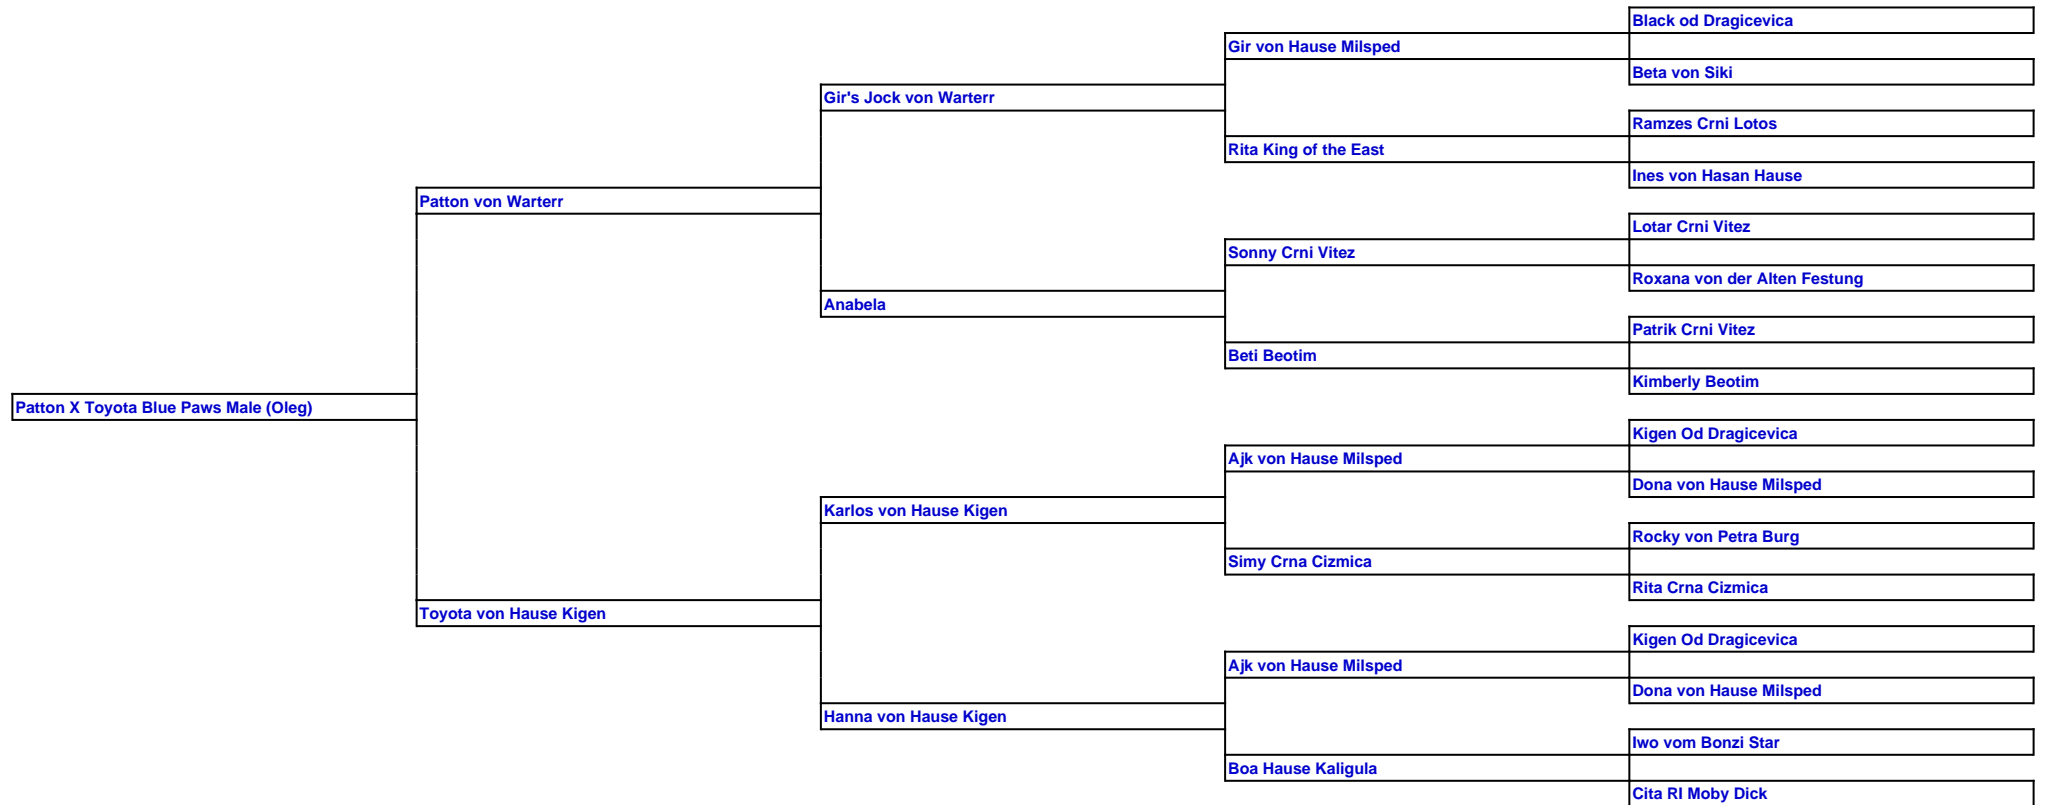 Black od Dragicevica
Gir von Hause Milsped
Beta von Siki
Gir's Jock von Warterr
Ramzes Crni Lotos
Rita King of the East
Ines von Hasan Hause
Patton von Warterr
Lotar Crni Vitez
Sonny Crni Vitez
Roxana von der Alten Festung
Anabela
Patrik Crni Vitez
Beti Beotim
Kimberly Beotim
Patton X Toyota Blue Paws Male (Oleg)
Kigen Od Dragicevica
Ajk von Hause Milsped
Dona von Hause Milsped
Karlos von Hause Kigen
Rocky von Petra Burg
Simy Crna Cizmica
Rita Crna Cizmica
Toyota von Hause Kigen
Kigen Od Dragicevica
Ajk von Hause Milsped
Dona von Hause Milsped
Hanna von Hause Kigen
Iwo vom Bonzi Star
Boa Hause Kaligula
Cita RI Moby Dick